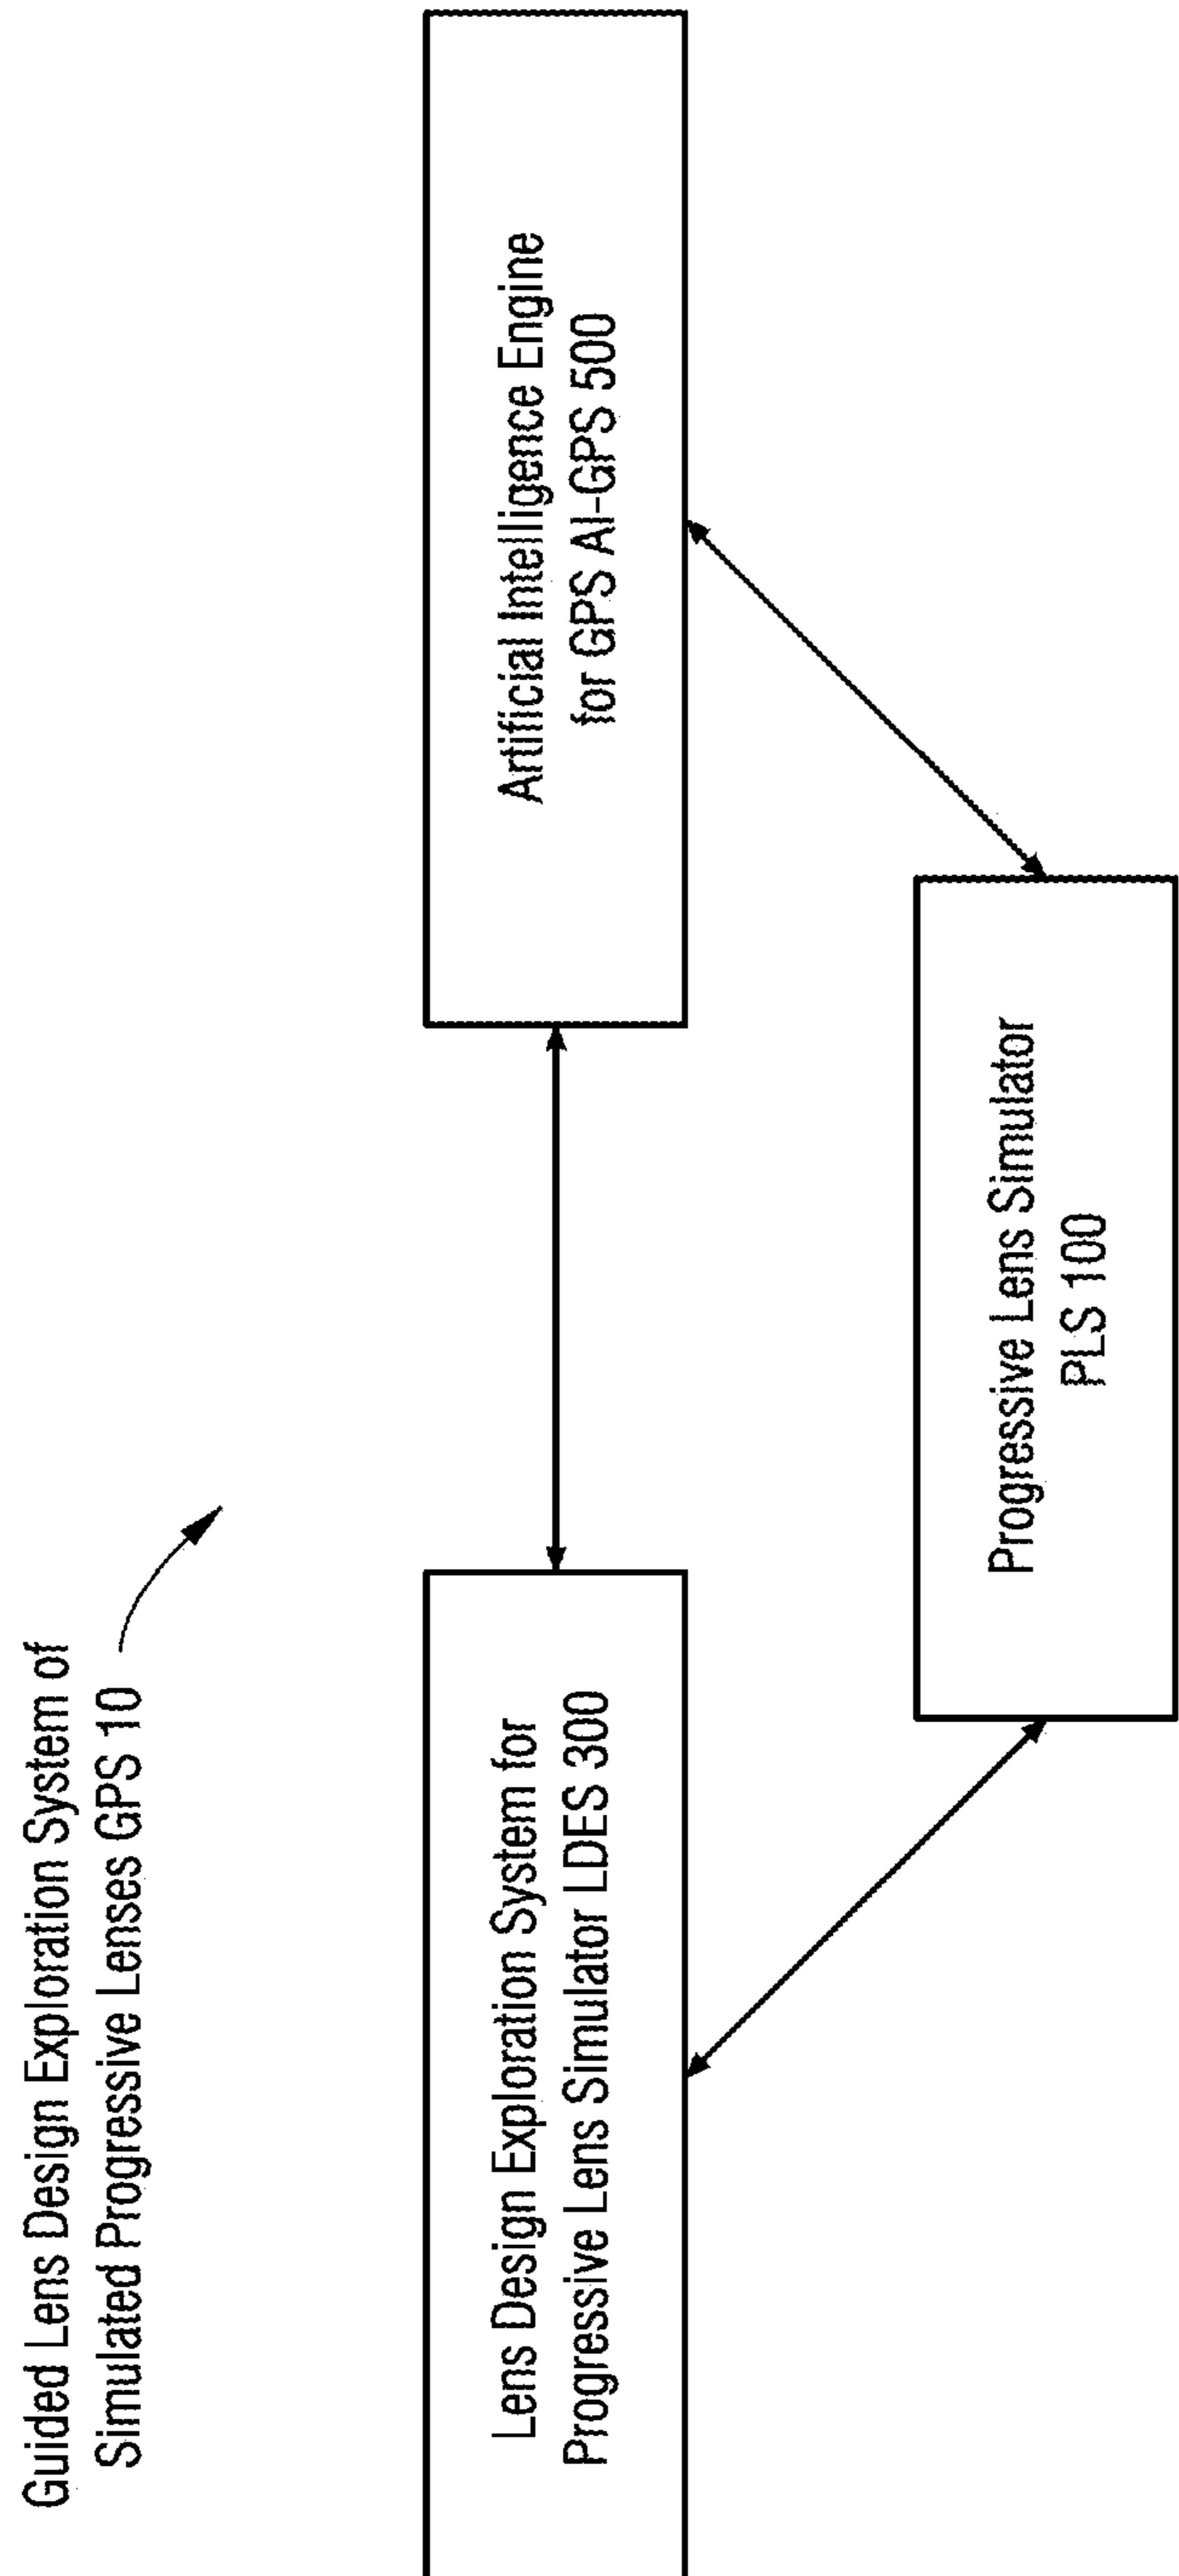 Guided Lens Design Exploration System of
Simulated Progressive Lenses GPS 10
Lens Design Exploration System for
Progressive Lens Simulator LDES 300
Artificial Intelligence Engine
for GPS AI-GPS 500
Progressive Lens Simulator
PLS 100